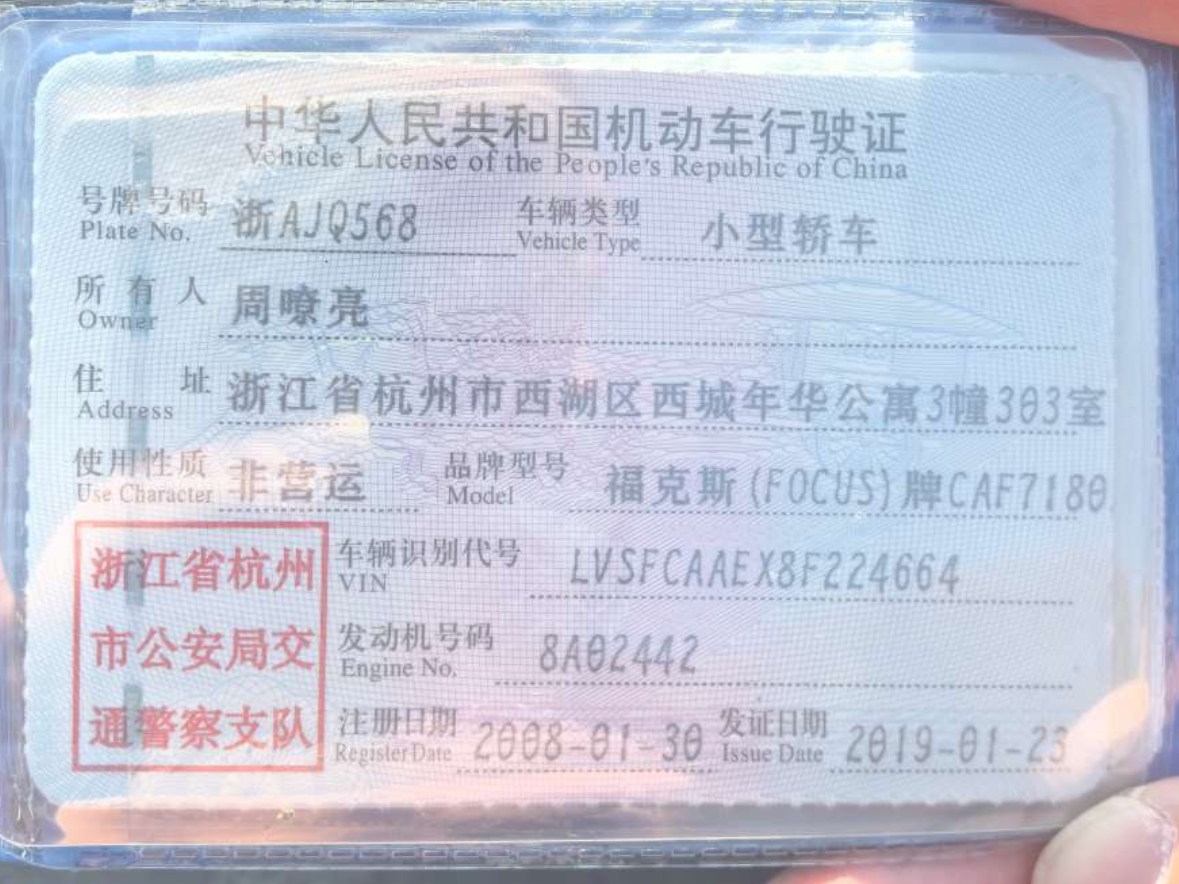 中华人民共和国机动车行驶证
Vehicle License of the People's Republic of China
号牌号码 浙AJQ568 车辆类型 小型轿车
Plate No. Vehicle Type
所有人 周嘹亮
Owner
住址 浙江省杭州市西湖区西城年华公寓3幢303室
Address
使用性质 非营运 品牌型号 福克斯(FOCUS)牌CAF7180
Use Character Model
浙江省杭州
市公安局交
通警察支队
车辆识别代号 LVSFCAAEX8F224664
VIN
发动机号码 8A02442
Engine No.
注册日期 2008-01-30 发证日期 2019-01-23
Register Date Issue Date